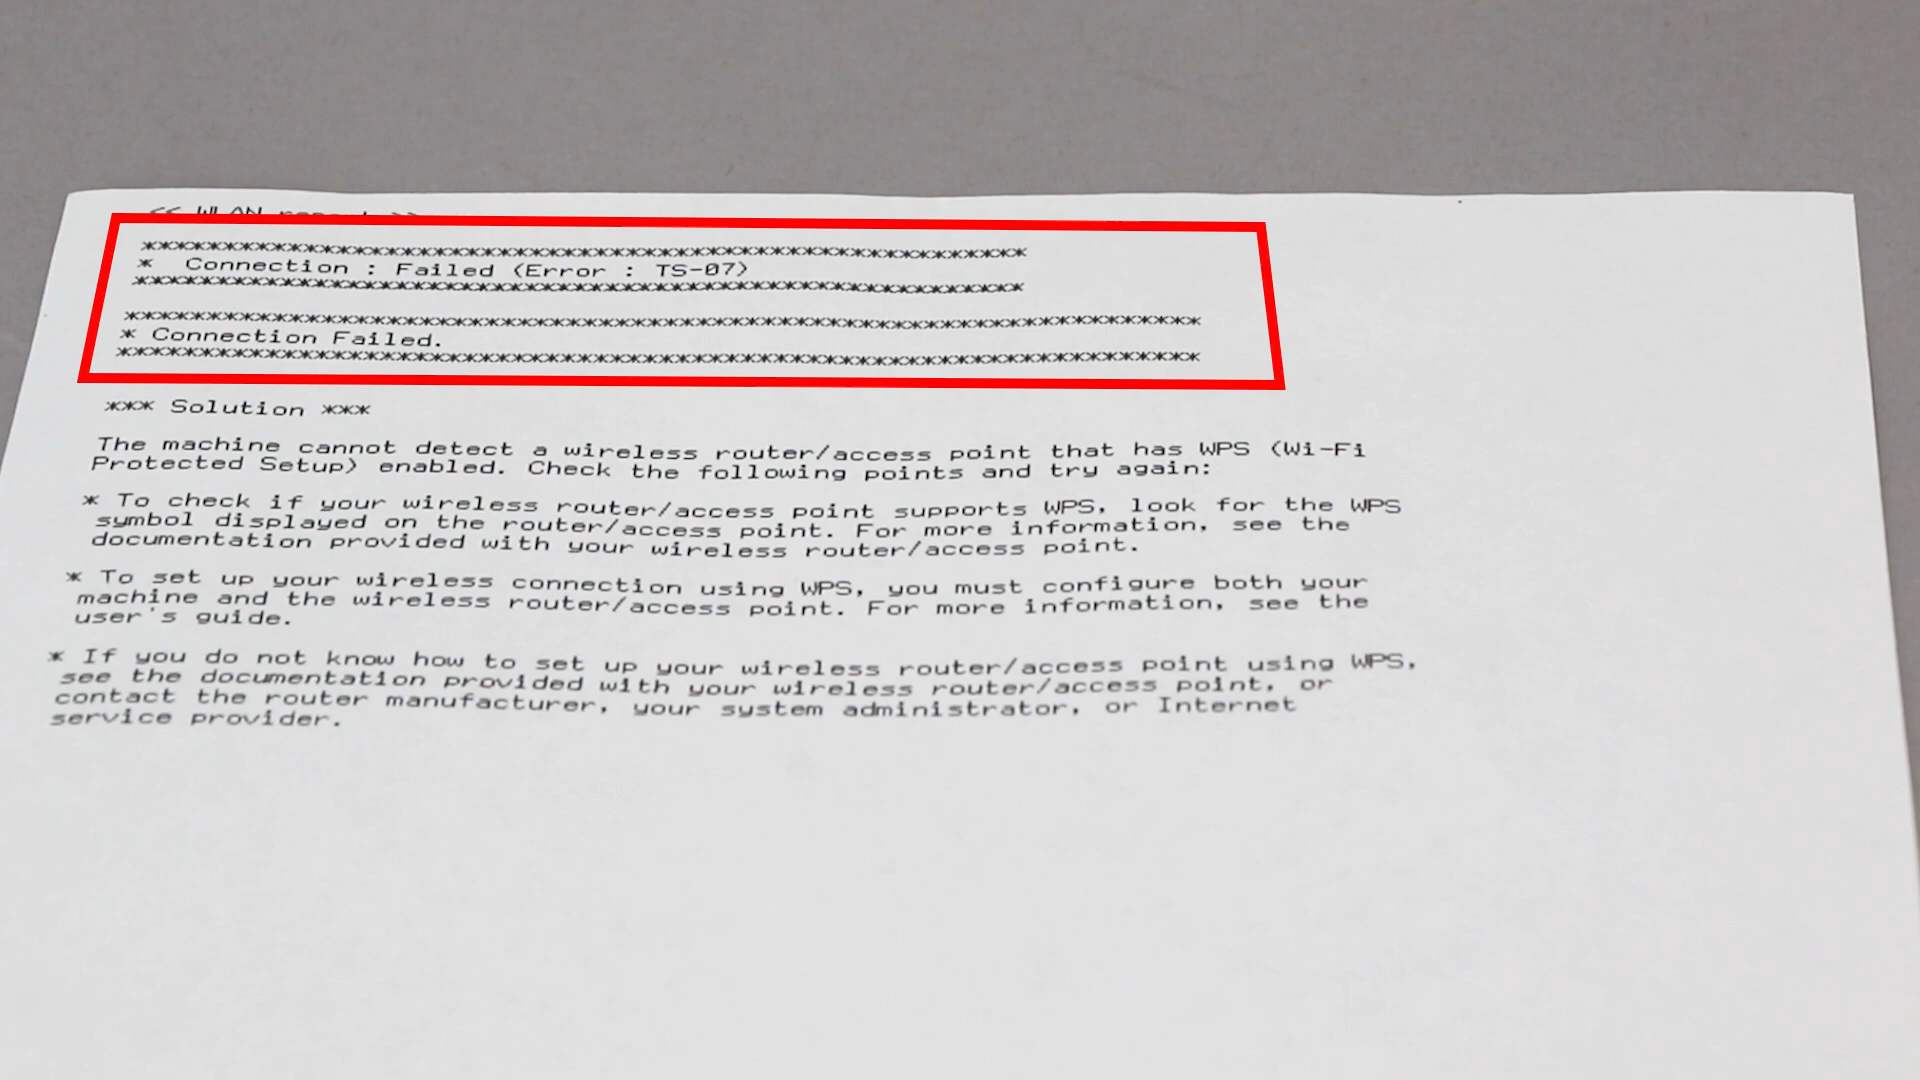 << WLAN report >>
*******************************************************
*  Connection : Failed (Error : TS-07)
*******************************************************
*******************************************************************
* Connection Failed.
*******************************************************************
*** Solution ***
The machine cannot detect a wireless router/access point that has WPS (Wi-Fi
Protected Setup) enabled. Check the following points and try again:
* To check if your wireless router/access point supports WPS, look for the WPS
symbol displayed on the router/access point. For more information, see the
documentation provided with your wireless router/access point.
* To set up your wireless connection using WPS, you must configure both your
machine and the wireless router/access point. For more information, see the
user's guide.
* If you do not know how to set up your wireless router/access point using WPS,
see the documentation provided with your wireless router/access point, or
contact the router manufacturer, your system administrator, or Internet
service provider.